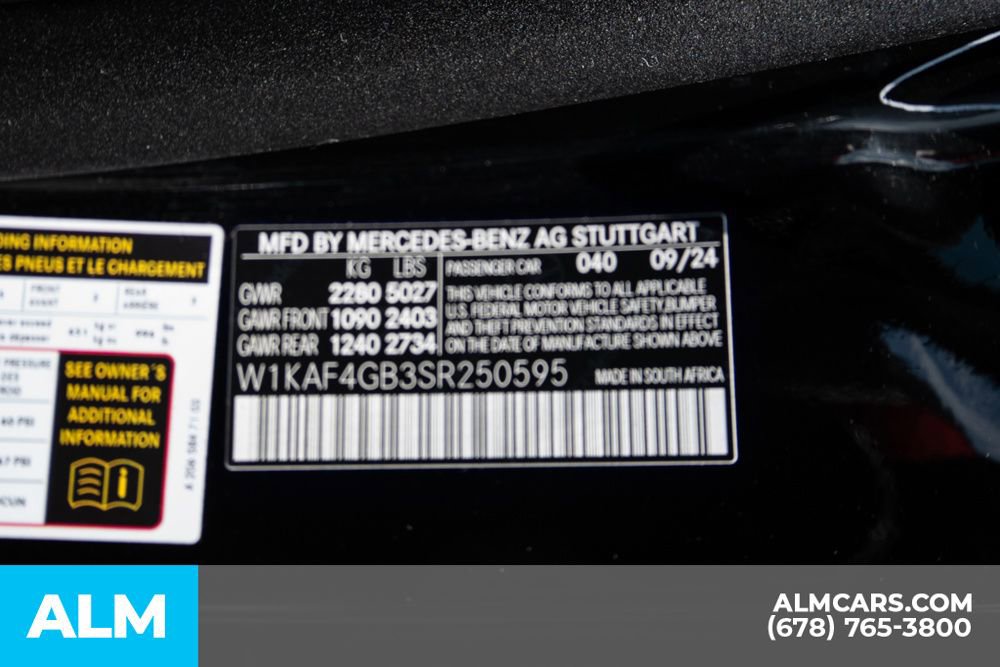 DING INFORMATION
ES PNEUS ET LE CHARGEMENT
SEE OWNER'S
MANUAL FOR
ADDITIONAL
INFORMATION
MFD BY MERCEDES-BENZ AG STUTTGART
KG LBS
GVWR 2280 5027
GAWR FRONT 1090 2403
GAWR REAR 1240 2734
PASSENGER CAR 040 09/24
THIS VEHICLE CONFORMS TO ALL APPLICABLE
U.S. FEDERAL MOTOR VEHICLE SAFETY, BUMPER
AND THEFT PREVENTION STANDARDS IN EFFECT
ON THE DATE OF MANUFACTURE SHOWN ABOVE
W1KAF4GB3SR250595 MADE IN SOUTH AFRICA
ALM
ALMCARS.COM
(678) 765-3800